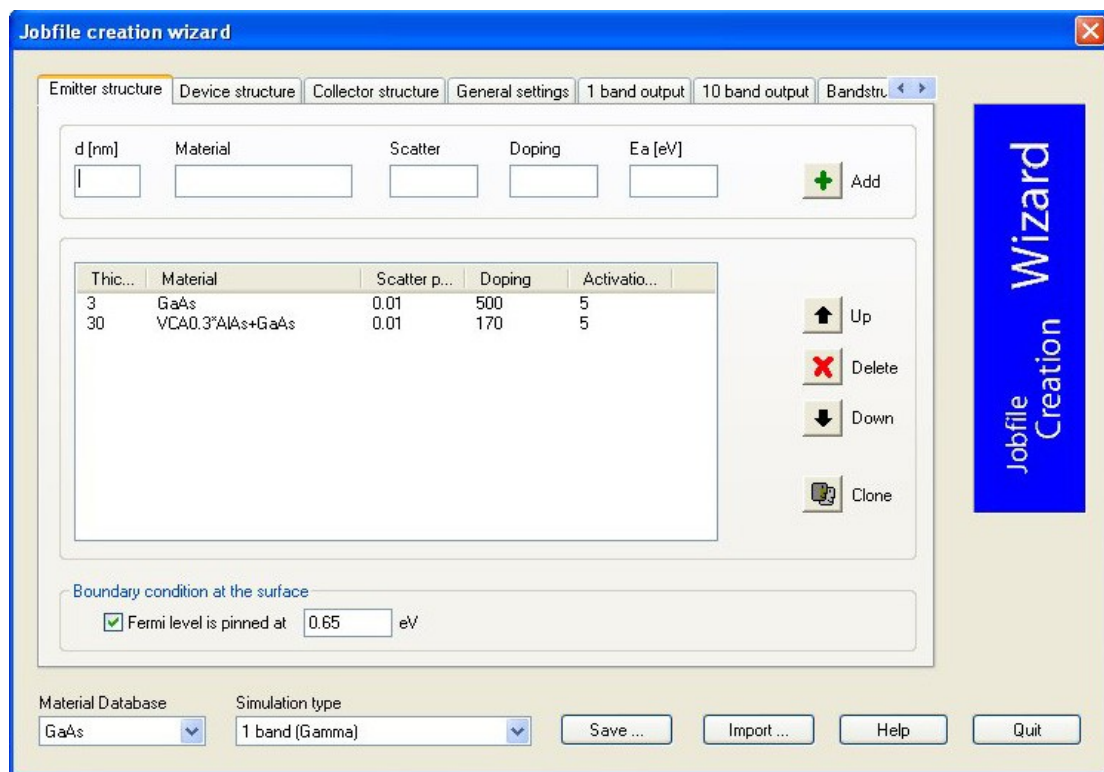 Jobfile creation wizard
Emitter structure Device structure Collector structure General settings 1 band output 10 band output Bandstru
d [nm] Material Scatter Doping Ea [eV]
Add
Thic... Material Scatter p... Doping Activatio...
3 GaAs 0.01 500 5
30 VCA0.3*AlAs+GaAs 0.01 170 5
Up
Delete
Down
Clone
Boundary condition at the surface
Fermi level is pinned at 0.65 eV
Material Database Simulation type
GaAs 1 band (Gamma) Save ... Import ... Help Quit
Jobfile
Creation Wizard